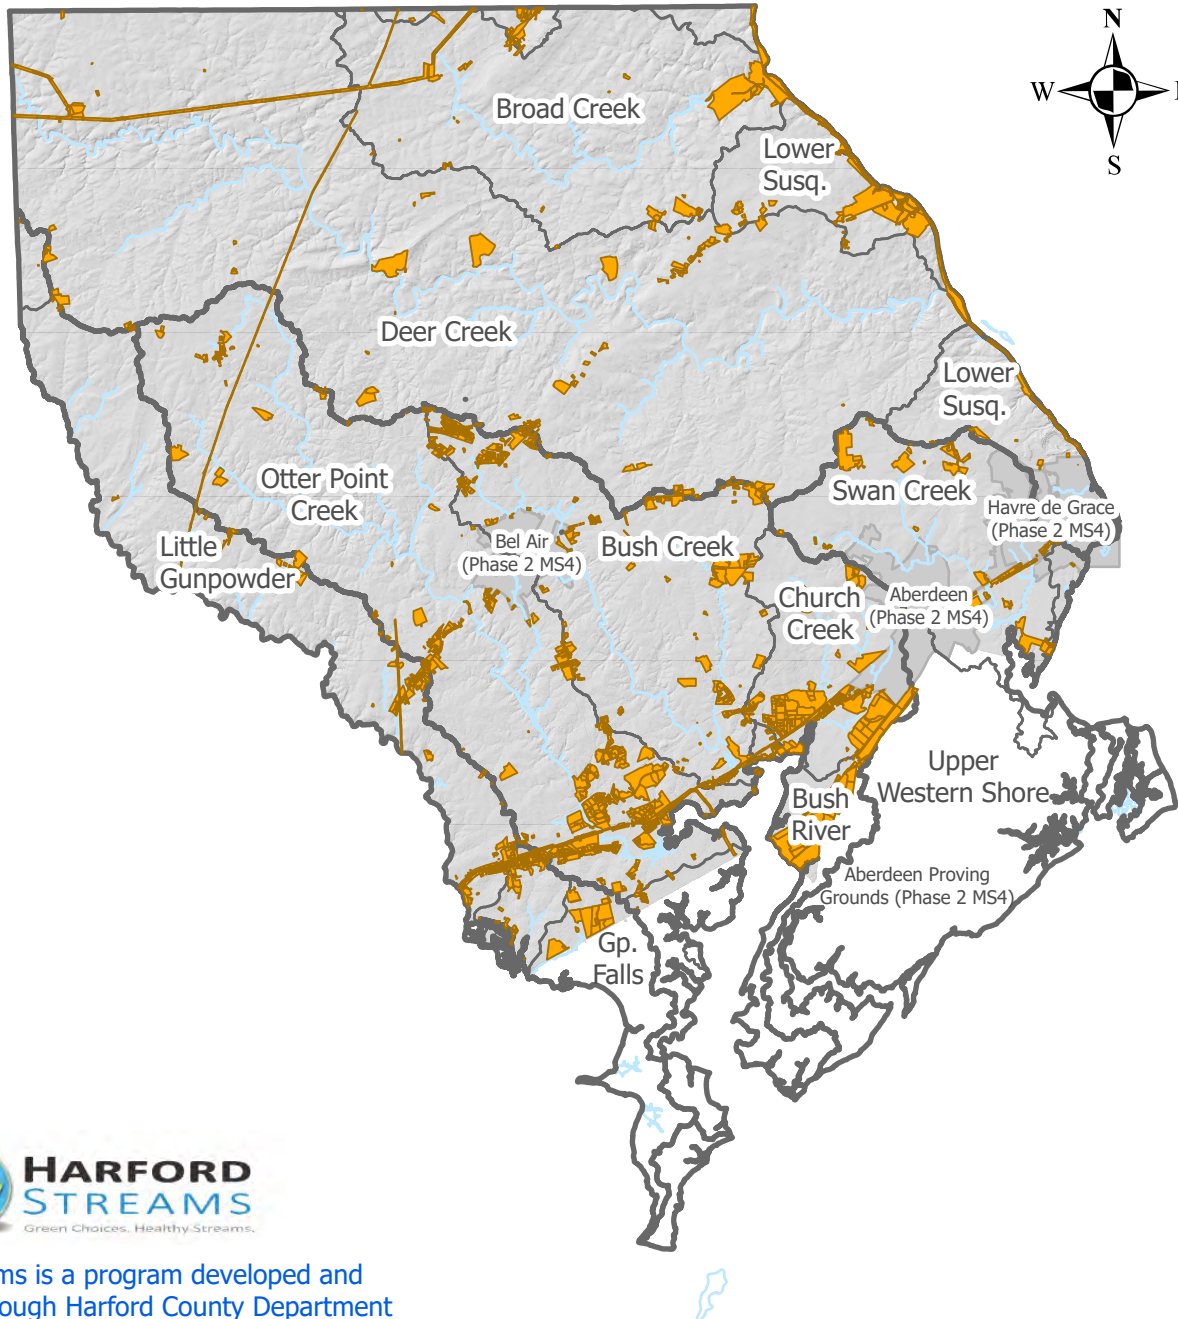 N
W
S
Broad Creek
Lower
Susq.
Deer Creek
Lower
Susq.
Otter Point
Creek
Swan Creek
Havre de Grace
(Phase 2 MS4)
Little
Gunpowder
Bel Air
(Phase 2 MS4)
Bush Creek
Church
Creek
Aberdeen
(Phase 2 MS4)
Upper
Western Shore
Bush
River
Aberdeen Proving
Grounds (Phase 2 MS4)
Gp.
Falls
HARFORD
STREAMS
Green Choices. Healthy Streams.
ms is a program developed and
ough Harford County Department